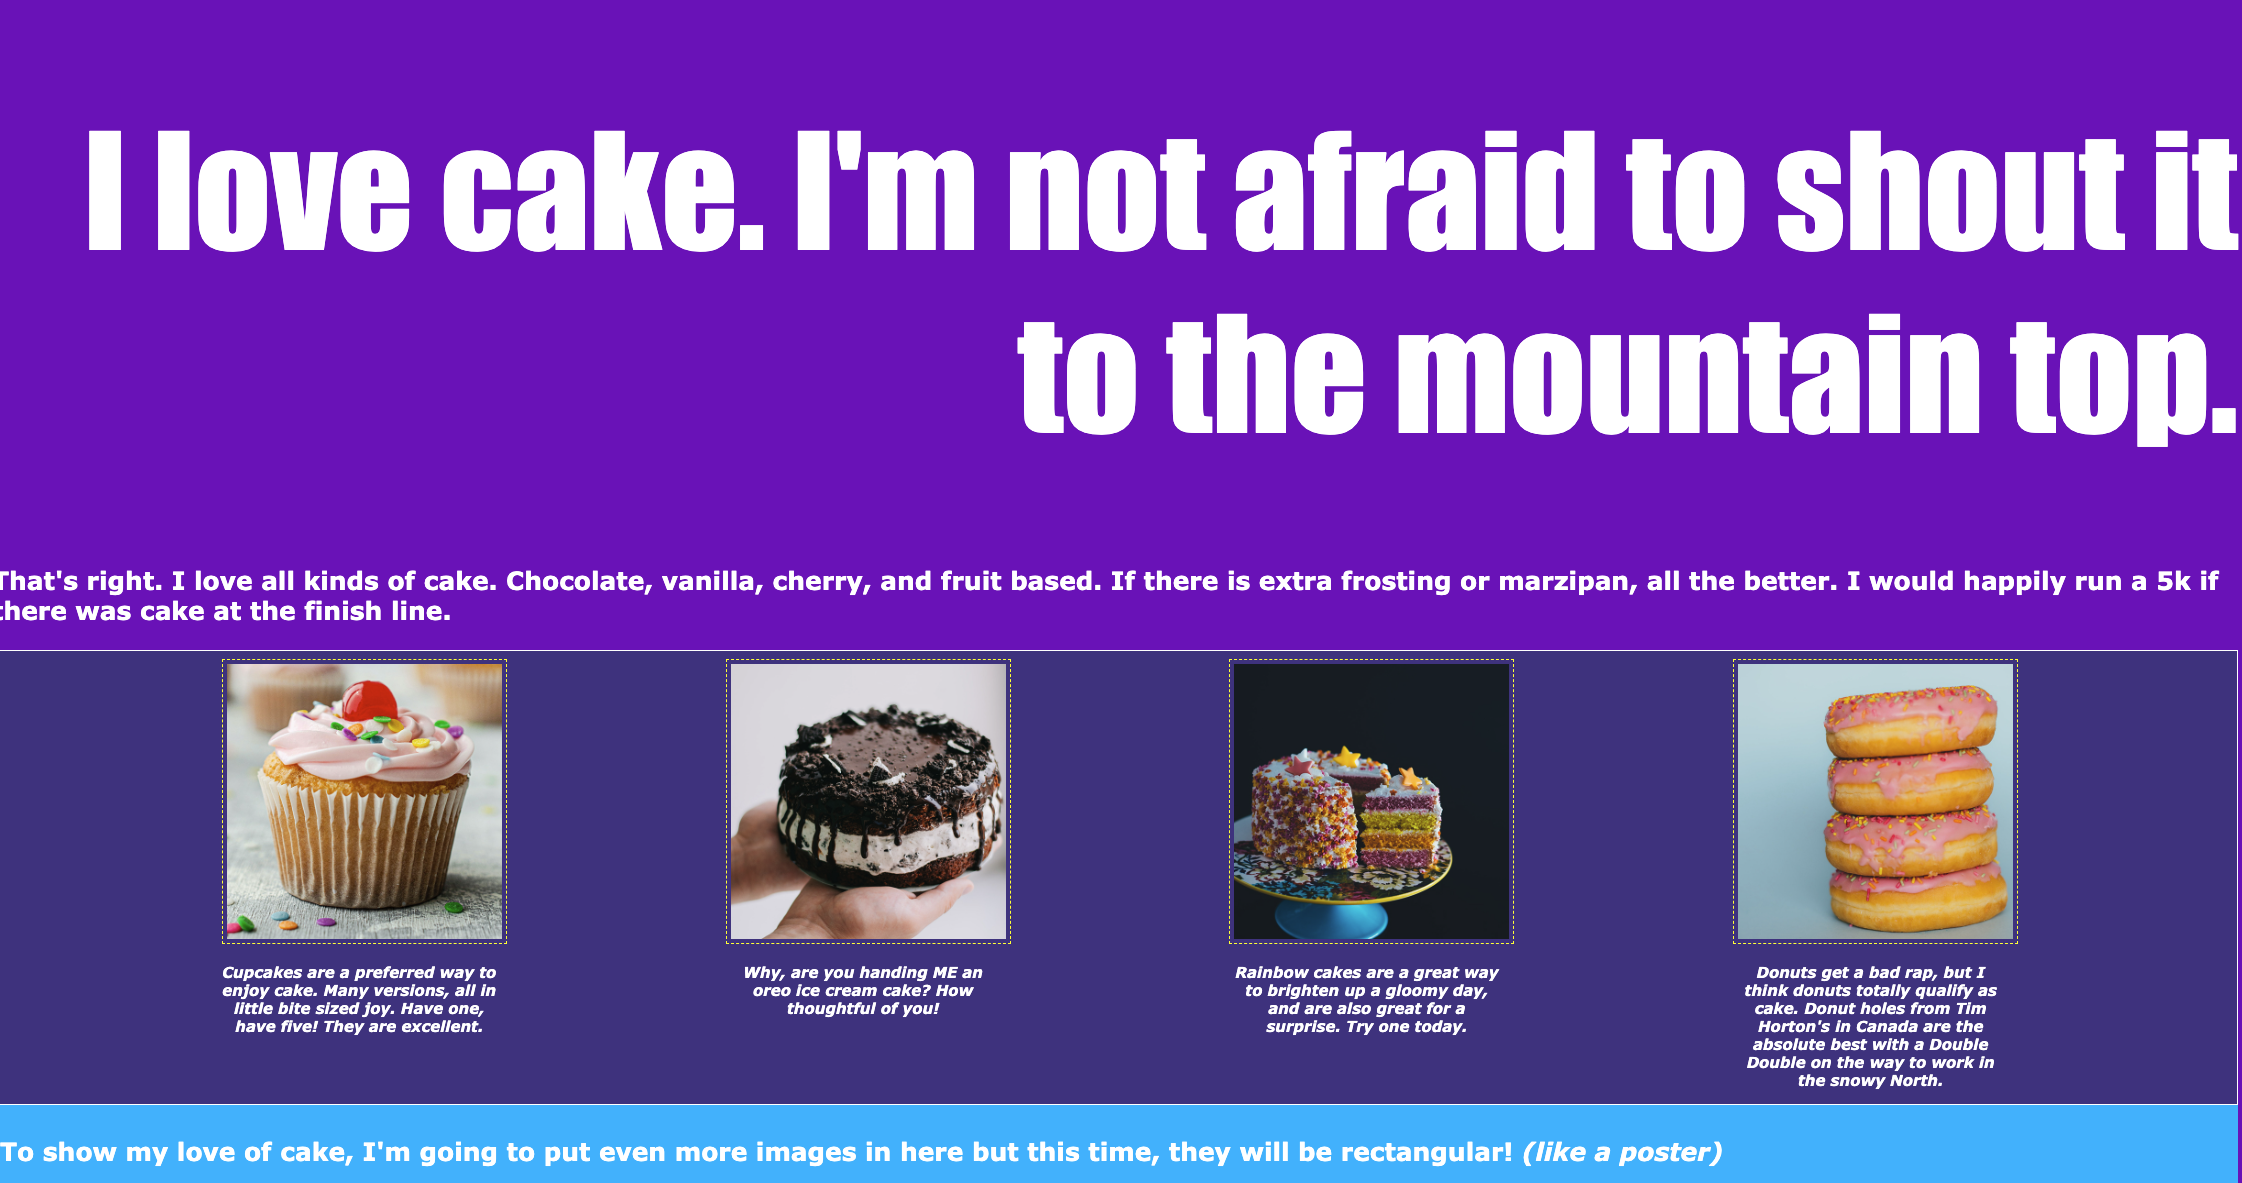 I love cake. I'm not afraid to shout it
to the mountain top.
That's right. I love all kinds of cake. Chocolate, vanilla, cherry, and fruit based. If there is extra frosting or marzipan, all the better. I would happily run a 5k if
there was cake at the finish line.
Cupcakes are a preferred way to
enjoy cake. Many versions, all in
little bite sized joy. Have one,
have five! They are excellent.
Why, are you handing ME an
oreo ice cream cake? How
thoughtful of you!
Rainbow cakes are a great way
to brighten up a gloomy day,
and are also great for a
surprise. Try one today.
Donuts get a bad rap, but I
think donuts totally qualify as
cake. Donut holes from Tim
Horton's in Canada are the
absolute best with a Double
Double on the way to work in
the snowy North.
To show my love of cake, I'm going to put even more images in here but this time, they will be rectangular! (like a poster)